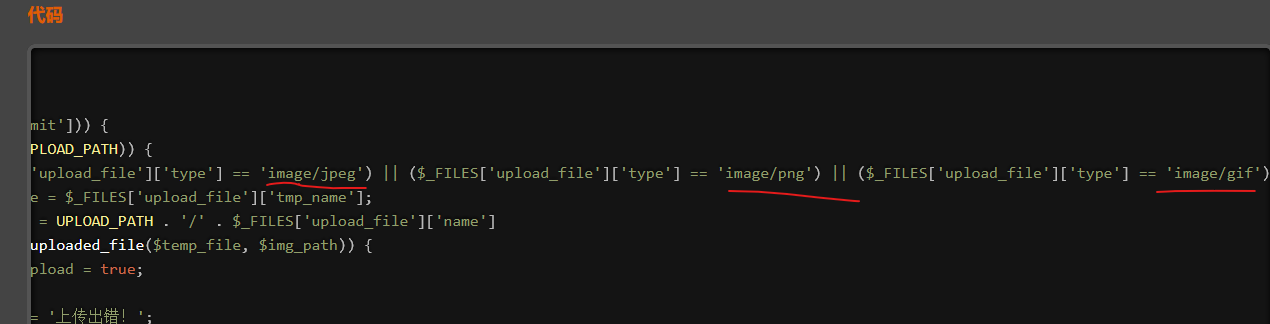 代码
mit'])) {
PLOAD_PATH)) {
'upload_file']['type'] == 'image/jpeg') || ($_FILES['upload_file']['type'] == 'image/png') || ($_FILES['upload_file']['type'] == 'image/gif')
e = $_FILES['upload_file']['tmp_name'];
= UPLOAD_PATH . '/' . $_FILES['upload_file']['name']
uploaded_file($temp_file, $img_path)) {
pload = true;
= '上传出错！';